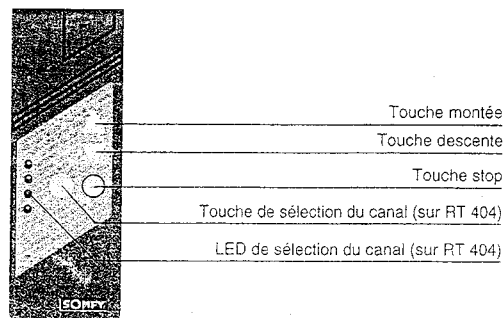 Touche montée
Touche descente
Touche stop
Touche de sélection du canal (sur RT 404)
LED de sélection du canal (sur RT 404)
SOMFY